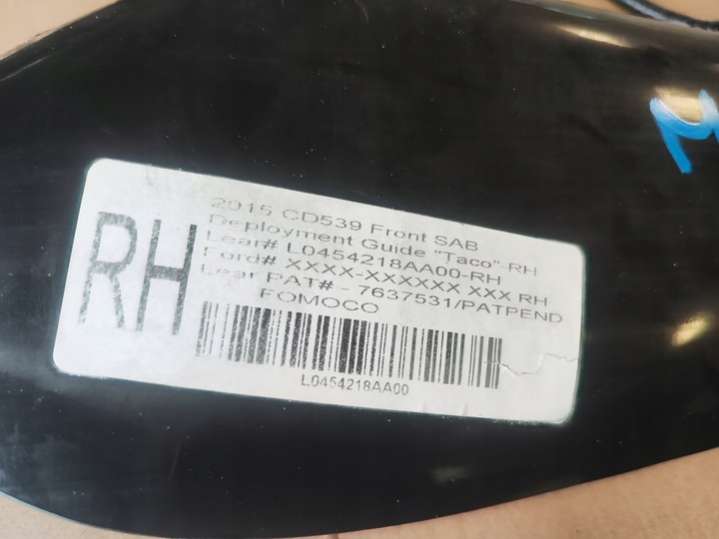 RH
2015 CD539 Front SAB
Deployment Guide "Taco"-RH
Lear# L0454218AA00-RH
Ford# XXXX-XXXXXX XXX RH
Lear PAT# - 7637531/PATPEND
FOMOCO
L0454218AA00
M